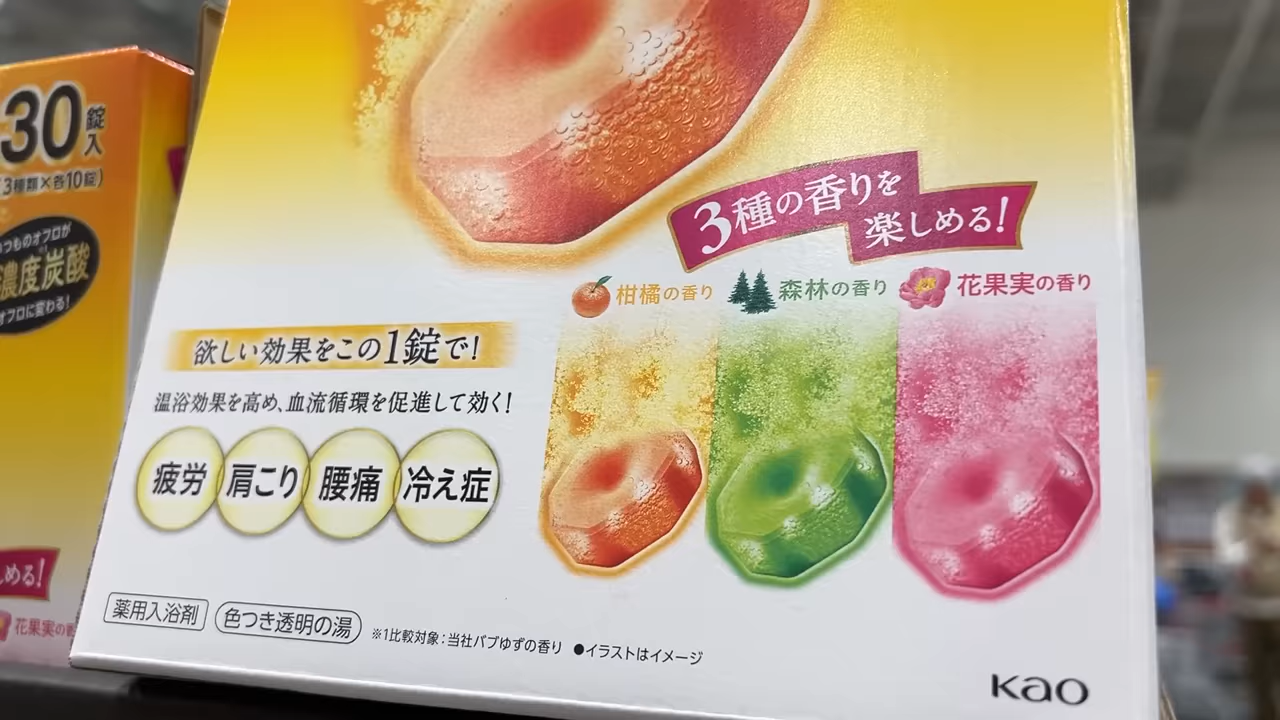 30錠入
(3種類×各10錠)
いつものオフロが
濃度炭酸
オフロに変わる!
める!
花果実の香
3種の香りを
楽しめる!
柑橘の香り
森林の香り
花果実の香り
欲しい効果をこの1錠で!
温浴効果を高め、血流循環を促進して効く!
疲労
肩こり
腰痛
冷え症
薬用入浴剤
色つき透明の湯
※1比較対象:当社バブゆずの香り ●イラストはイメージ
Kao